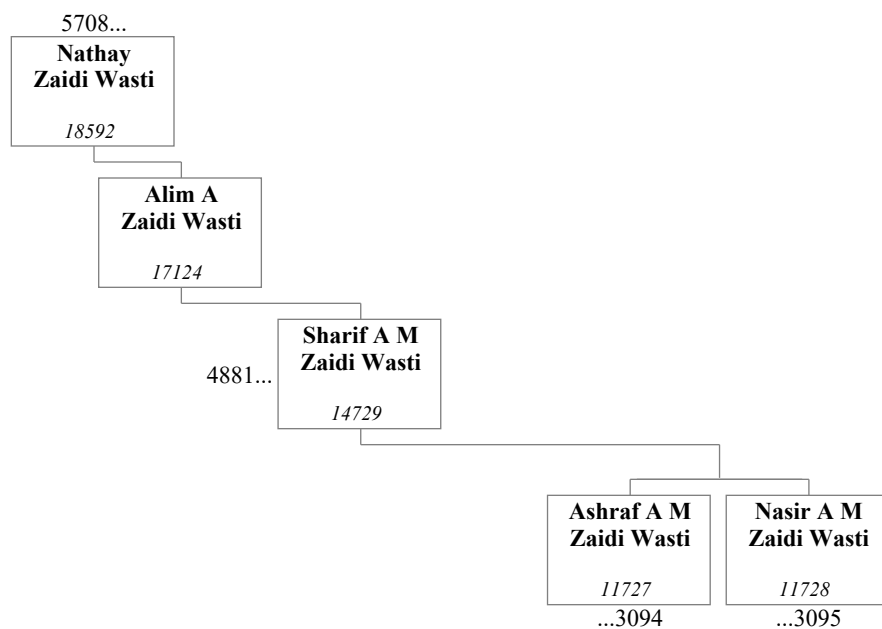 5708...
Nathay
Zaidi Wasti
18592
Alim A
Zaidi Wasti
17124
Sharif A M
Zaidi Wasti
4881...
14729
Ashraf A M
Zaidi Wasti
11727
...3094
Nasir A M
Zaidi Wasti
11728
...3095